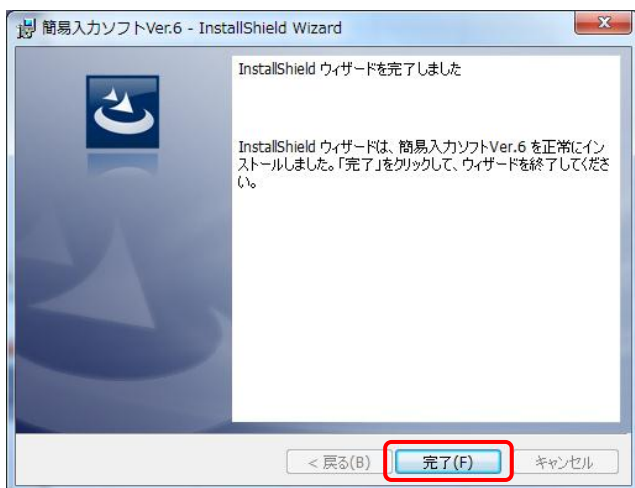 簡易入力ソフトVer.6 - InstallShield Wizard
InstallShield ウィザードを完了しました
InstallShield ウィザードは、簡易入力ソフトVer.6 を正常にイン
ストールしました。「完了」をクリックして、ウィザードを終了してくださ
い。
< 戻る(B)
完了(F)
キャンセル